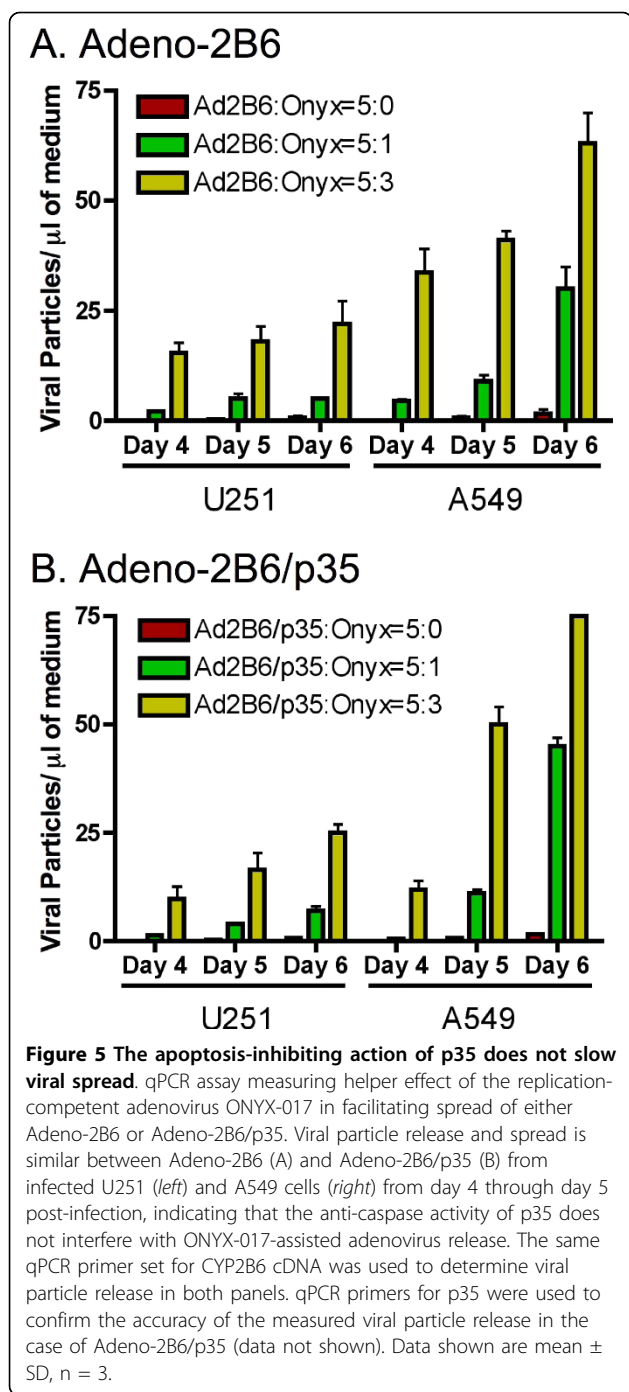 A. Adeno-2B6
75
50
25
0
Viral Particles/ μl of medium
Ad2B6:Onyx=5:0
Ad2B6:Onyx=5:1
Ad2B6:Onyx=5:3
Day 4 Day 5 Day 6 Day 4 Day 5 Day 6
U251 A549
B. Adeno-2B6/p35
75
50
25
0
Viral Particles/ μl of medium
Ad2B6/p35:Onyx=5:0
Ad2B6/p35:Onyx=5:1
Ad2B6/p35:Onyx=5:3
Day 4 Day 5 Day 6 Day 4 Day 5 Day 6
U251 A549
Figure 5 The apoptosis-inhibiting action of p35 does not slow
viral spread. qPCR assay measuring helper effect of the replication-
competent adenovirus ONYX-017 in facilitating spread of either
Adeno-2B6 or Adeno-2B6/p35. Viral particle release and spread is
similar between Adeno-2B6 (A) and Adeno-2B6/p35 (B) from
infected U251 (left) and A549 cells (right) from day 4 through day 5
post-infection, indicating that the anti-caspase activity of p35 does
not interfere with ONYX-017-assisted adenovirus release. The same
qPCR primer set for CYP2B6 cDNA was used to determine viral
particle release in both panels. qPCR primers for p35 were used to
confirm the accuracy of the measured viral particle release in the
case of Adeno-2B6/p35 (data not shown). Data shown are mean ±
SD, n = 3.